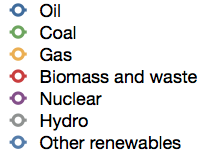 Oil
Coal
Gas
Biomass and waste
Nuclear
Hydro
Other renewables